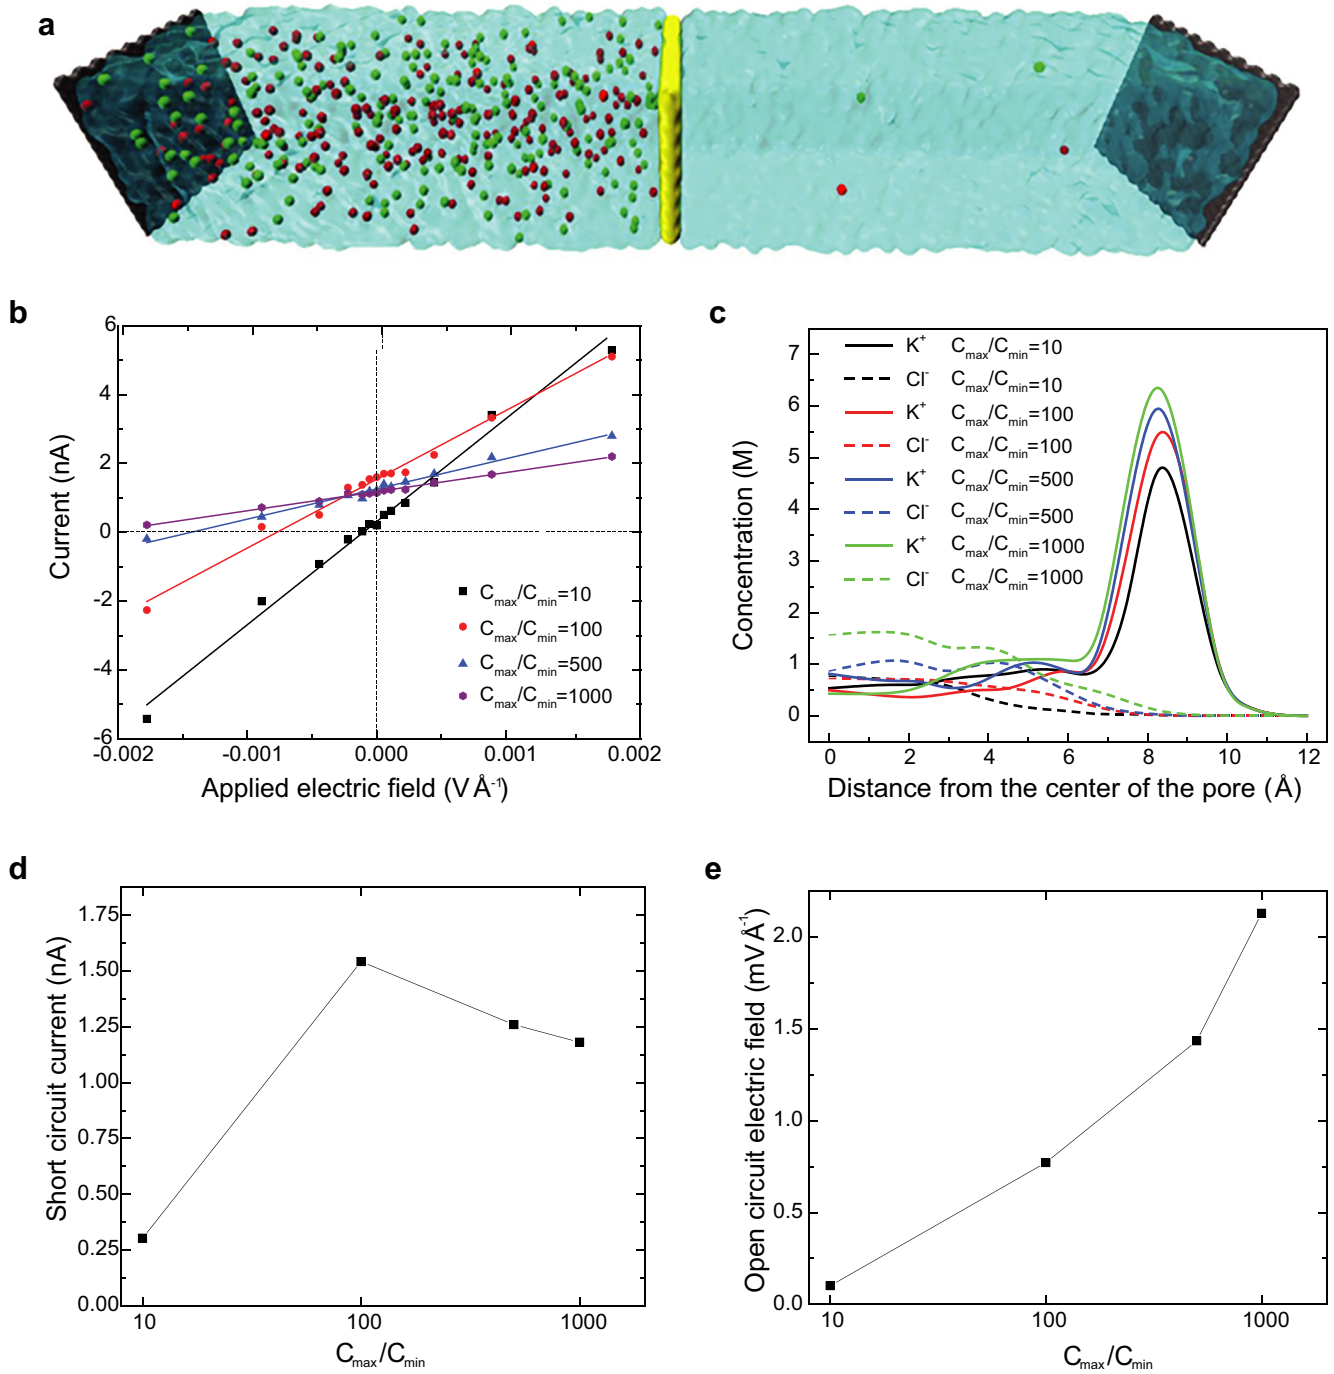 a
b
6
4
2
0
-2
-4
-6
-0.002
-0.001
0.000
0.001
0.002
Current (nA)
Applied electric field (V Å⁻¹)
Cmax/Cmin=10
Cmax/Cmin=100
Cmax/Cmin=500
Cmax/Cmin=1000
c
7
6
5
4
3
2
1
0
0 2 4 6 8 10 12
Concentration (M)
Distance from the center of the pore (Å)
K⁺ Cmax/Cmin=10
Cl⁻ Cmax/Cmin=10
K⁺ Cmax/Cmin=100
Cl⁻ Cmax/Cmin=100
K⁺ Cmax/Cmin=500
Cl⁻ Cmax/Cmin=500
K⁺ Cmax/Cmin=1000
Cl⁻ Cmax/Cmin=1000
d
1.75
1.50
1.25
1.00
0.75
0.50
0.25
0.00
10 100 1000
Short circuit current (nA)
Cmax/Cmin
e
2.0
1.5
1.0
0.5
0.0
10 100 1000
Open circuit electric field (mV Å⁻¹)
Cmax/Cmin